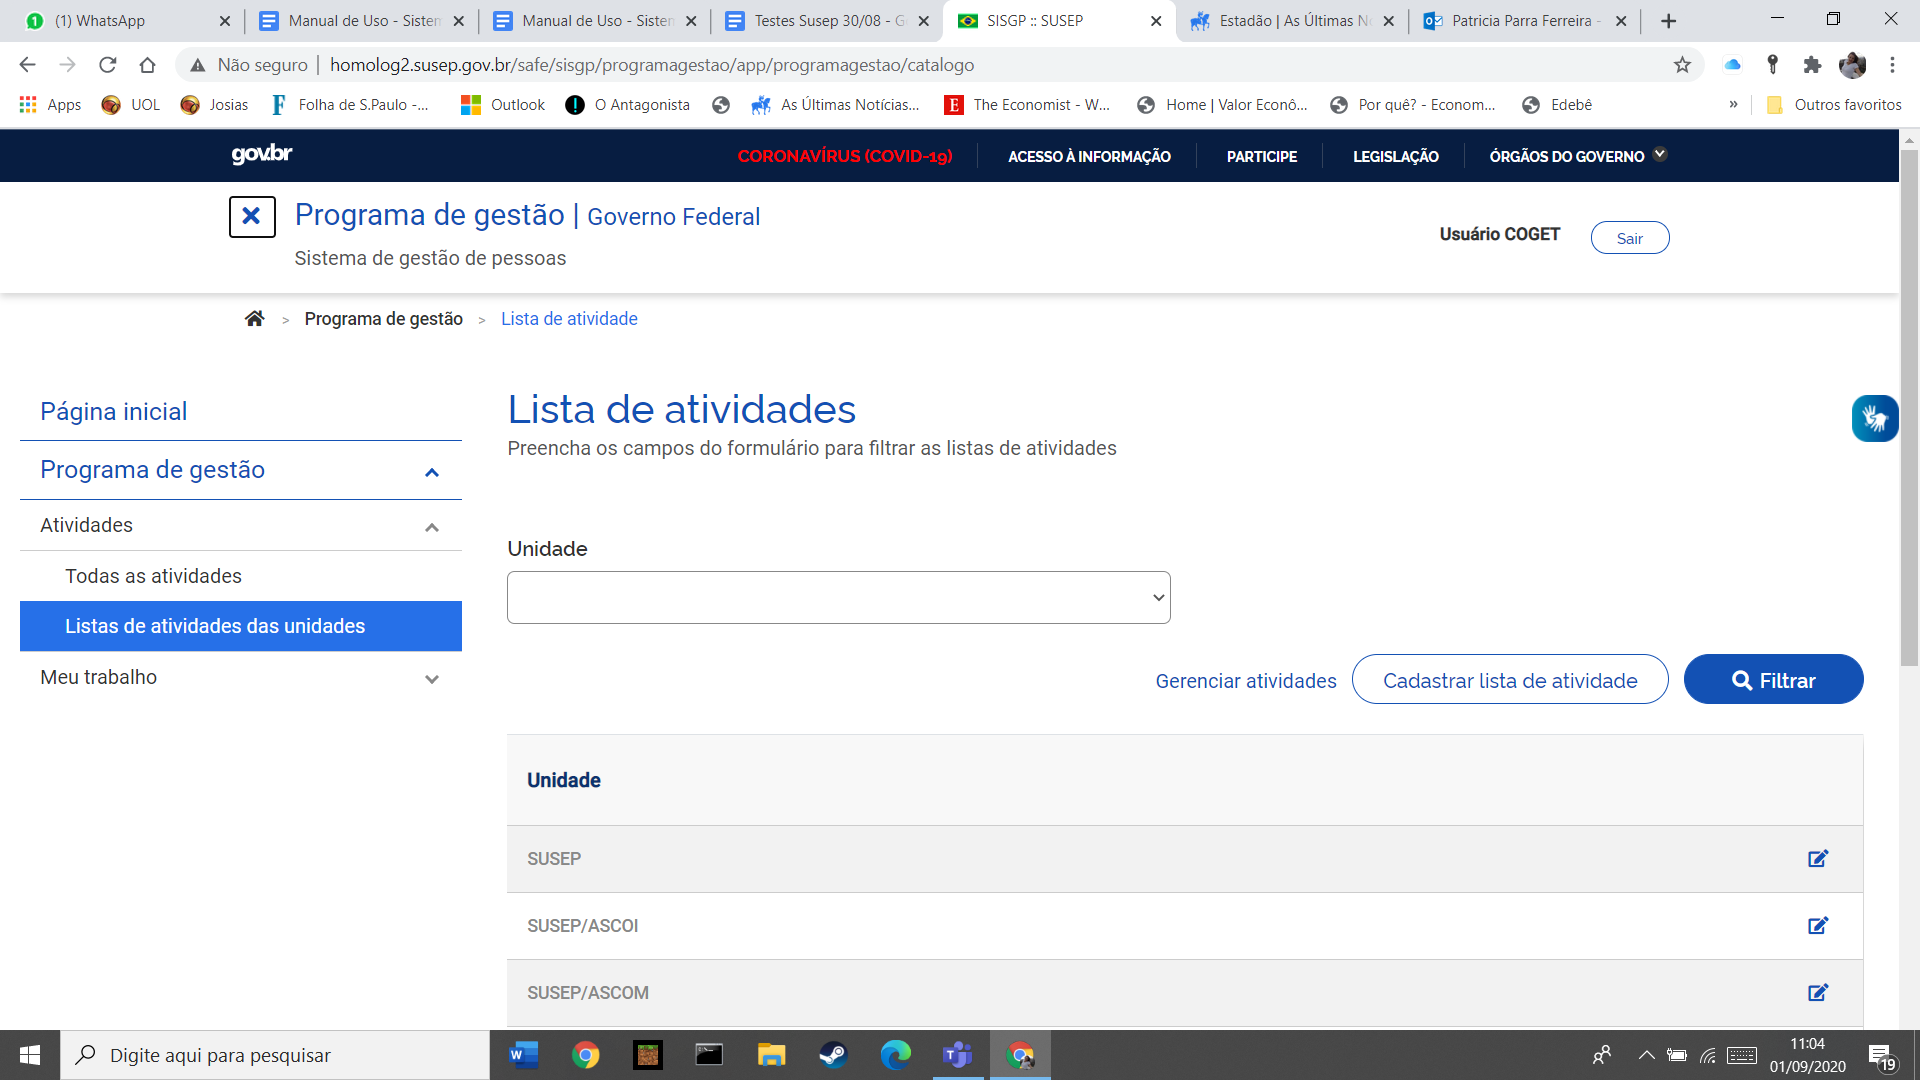 (1) WhatsApp
Manual de Uso - Sistem
Manual de Uso - Sistem
Testes Susep 30/08 - G
SISGP :: SUSEP
Estadão | As Últimas N
Patricia Parra Ferreira -
Não seguro | homolog2.susep.gov.br/safe/sisgp/programagestao/app/programagestao/catalogo
Apps
UOL
Josias
Folha de S.Paulo -...
Outlook
O Antagonista
As Últimas Notícias...
The Economist - W...
Home | Valor Econô...
Por quê? - Econom...
Edebê
»
Outros favoritos
gov.br
CORONAVÍRUS (COVID-19)
ACESSO À INFORMAÇÃO
PARTICIPE
LEGISLAÇÃO
ÓRGÃOS DO GOVERNO
Programa de gestão | Governo Federal
Sistema de gestão de pessoas
Usuário COGET
Sair
> Programa de gestão > Lista de atividade
Página inicial
Programa de gestão
Atividades
Todas as atividades
Listas de atividades das unidades
Meu trabalho
Lista de atividades
Preencha os campos do formulário para filtrar as listas de atividades
Unidade
Gerenciar atividades
Cadastrar lista de atividade
Filtrar
Unidade
SUSEP
SUSEP/ASCOI
SUSEP/ASCOM
Digite aqui para pesquisar
11:04
01/09/2020
19